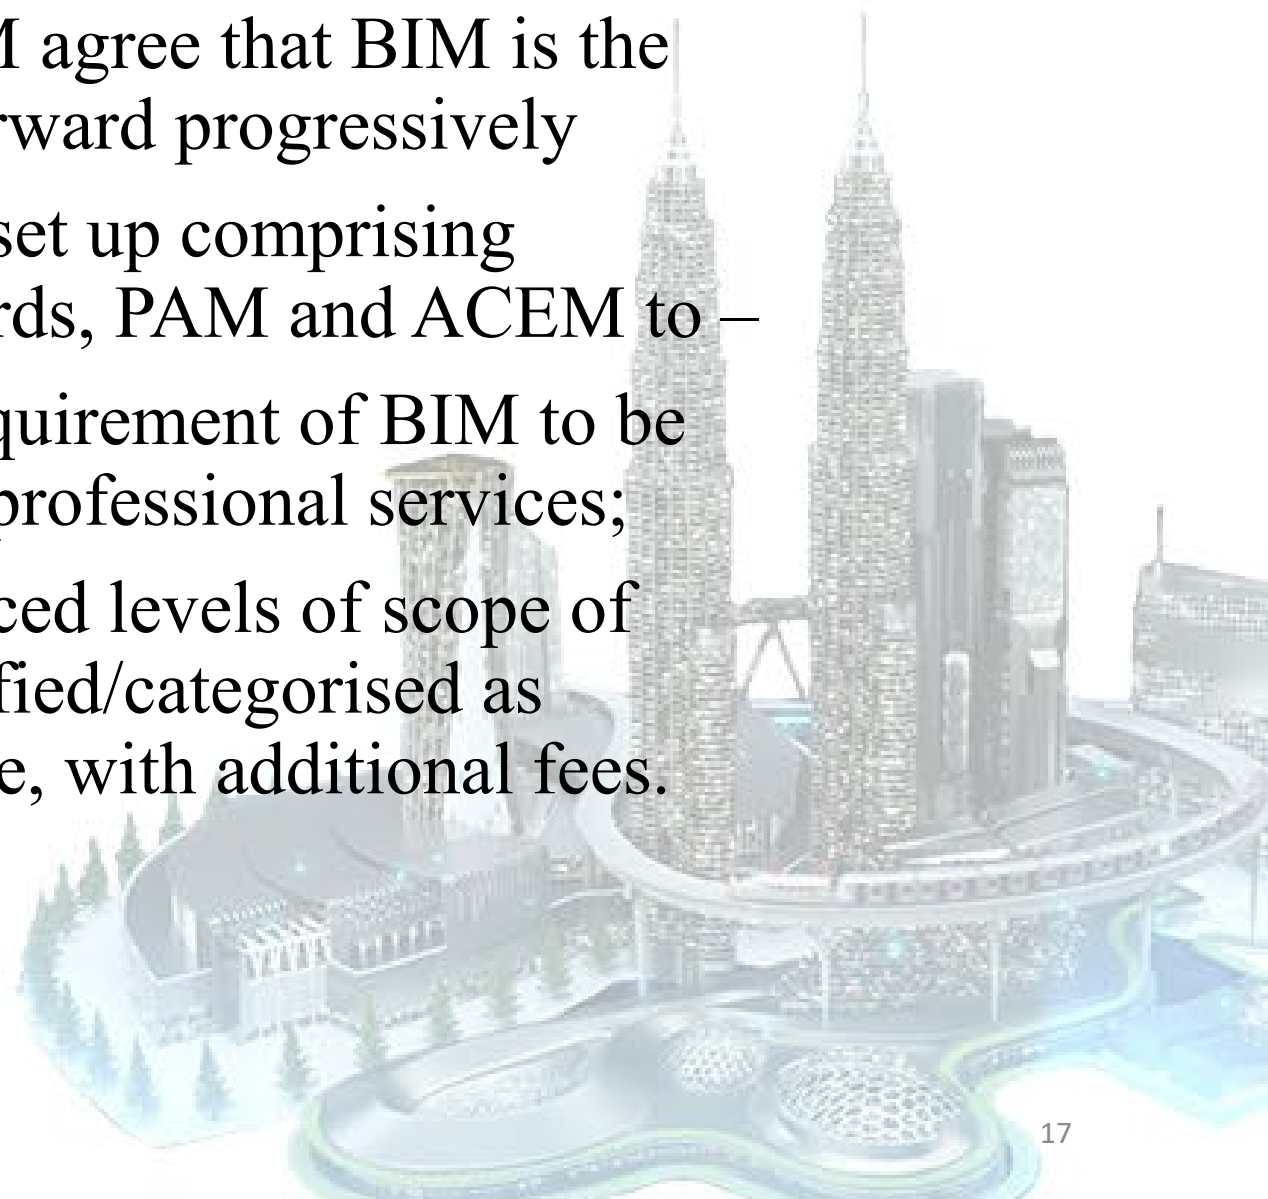 M agree that BIM is the
rward progressively
set up comprising
rds, PAM and ACEM to –
quirement of BIM to be
professional services;
ced levels of scope of
fied/categorised as
e, with additional fees.
17